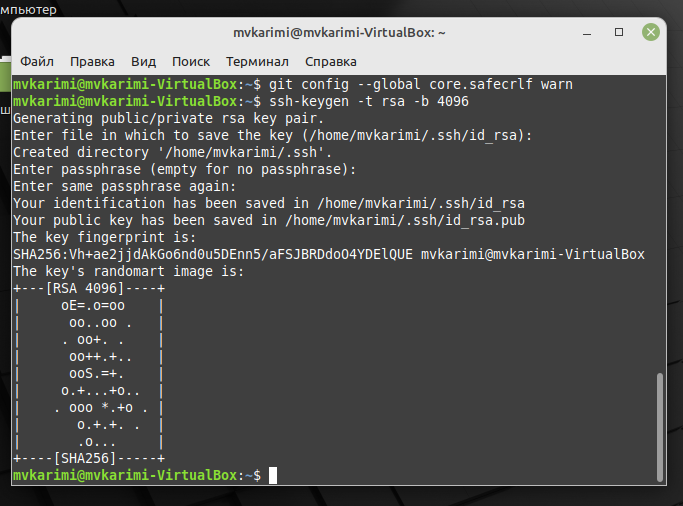 мпьютер
mvkarimi@mvkarimi-VirtualBox: ~
Файл Правка Вид Поиск Терминал Справка
mvkarimi@mvkarimi-VirtualBox:~$ git config --global core.safecrlf warn
mvkarimi@mvkarimi-VirtualBox:~$ ssh-keygen -t rsa -b 4096
Generating public/private rsa key pair.
Enter file in which to save the key (/home/mvkarimi/.ssh/id_rsa):
Created directory '/home/mvkarimi/.ssh'.
Enter passphrase (empty for no passphrase):
Enter same passphrase again:
Your identification has been saved in /home/mvkarimi/.ssh/id_rsa
Your public key has been saved in /home/mvkarimi/.ssh/id_rsa.pub
The key fingerprint is:
SHA256:Vh+ae2jjdAkGo6nd0u5DEnn5/aFSJBRDdoO4YDElQUE mvkarimi@mvkarimi-VirtualBox
The key's randomart image is:
+---[RSA 4096]----+
|     oE=.o=oo    |
|      oo..oo .   |
|     . oo+. .    |
|      oo++.+..   |
|      ooS.=+.    |
|     o.+...+o..  |
|    . ooo *.+o . |
|       o.+.+. .  |
|       .o...     |
+----[SHA256]-----+
mvkarimi@mvkarimi-VirtualBox:~$